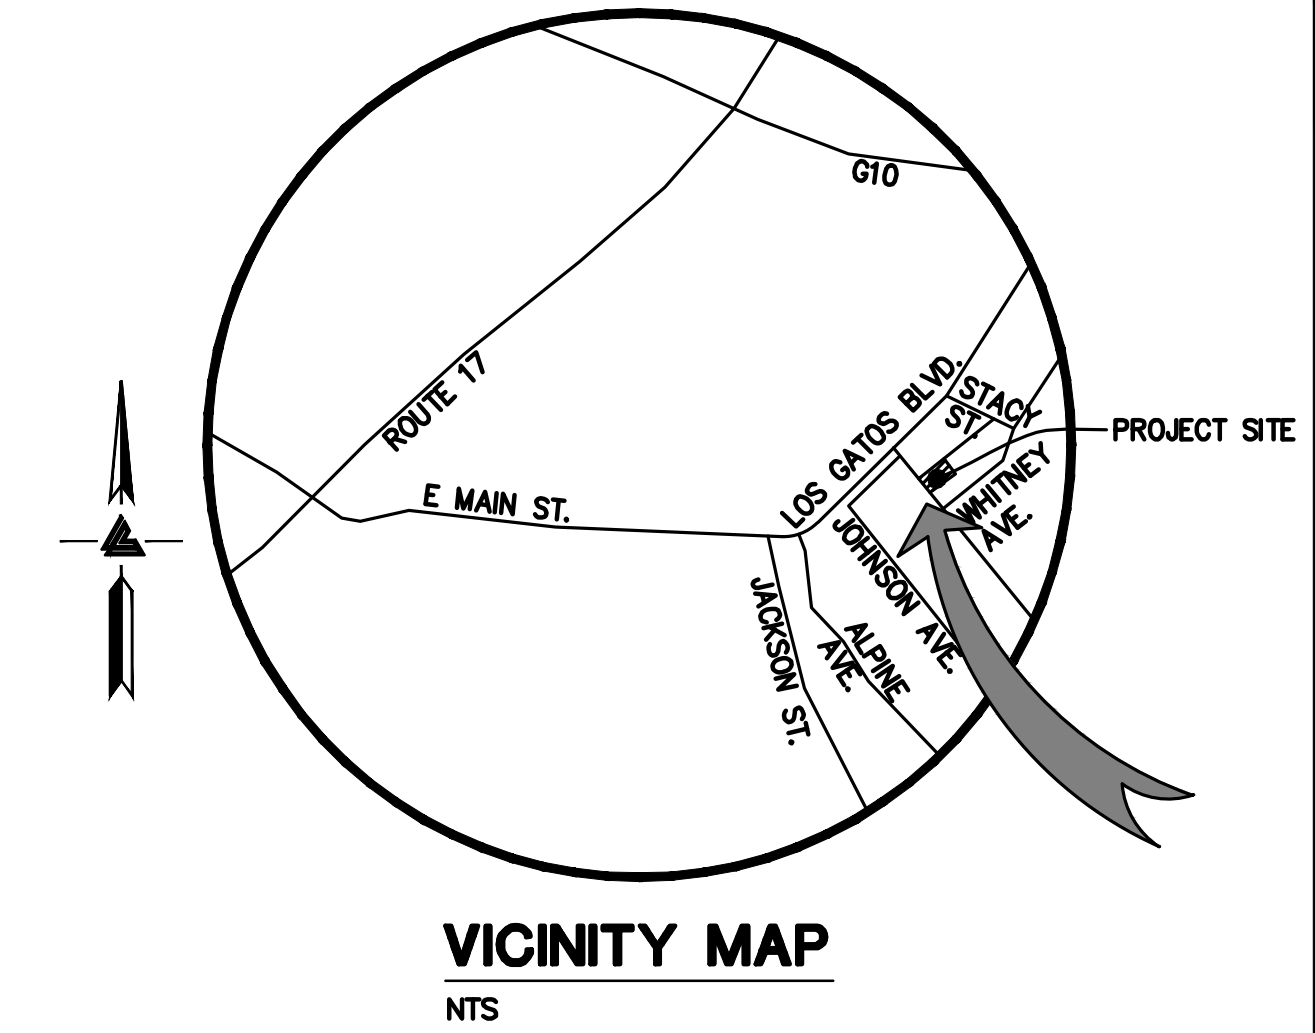 G10
ROUTE 17
LOS GATOS BLVD.
STACY
ST.
PROJECT SITE
WHITNEY
AVE.
E MAIN ST.
JOHNSON AVE.
JACKSON ST.
ALPINE
AVE.
VICINITY MAP
NTS